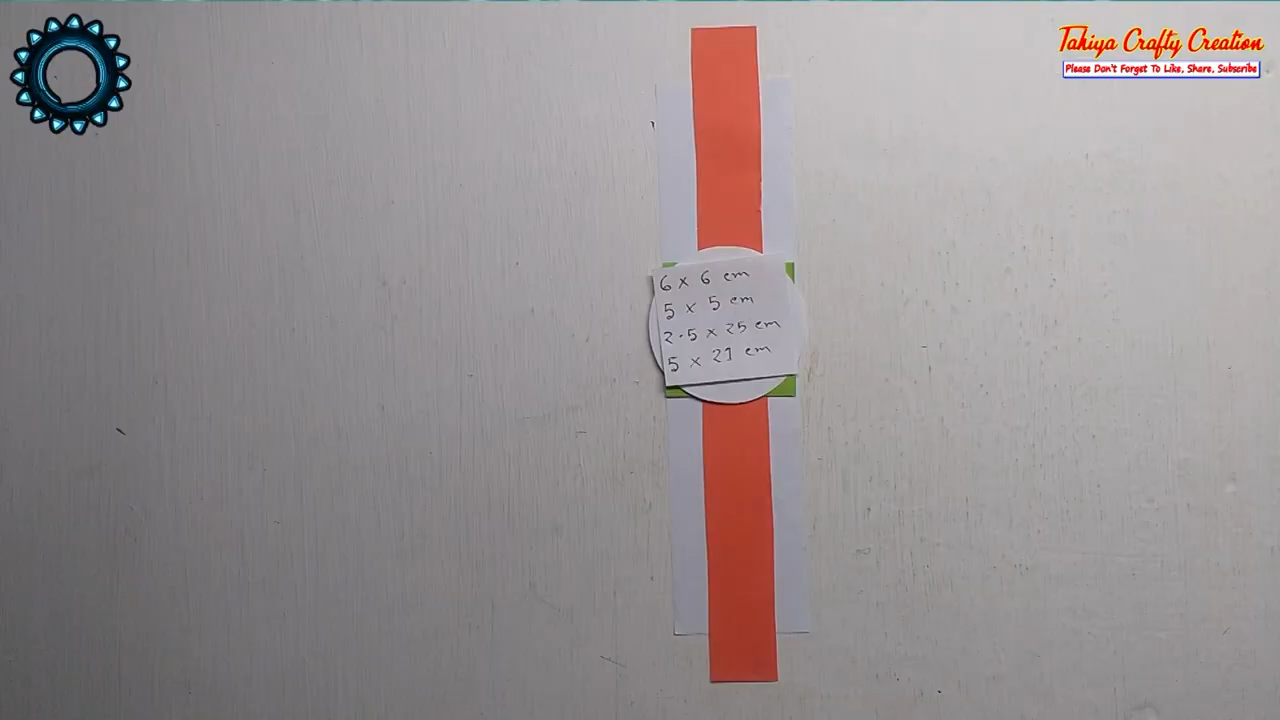 Takiya Crafty Creation
Please Don't Forget To Like, Share, Subscribe
6 x 6 cm
5 x 5 cm
2.5 x 25 cm
5 x 21 cm